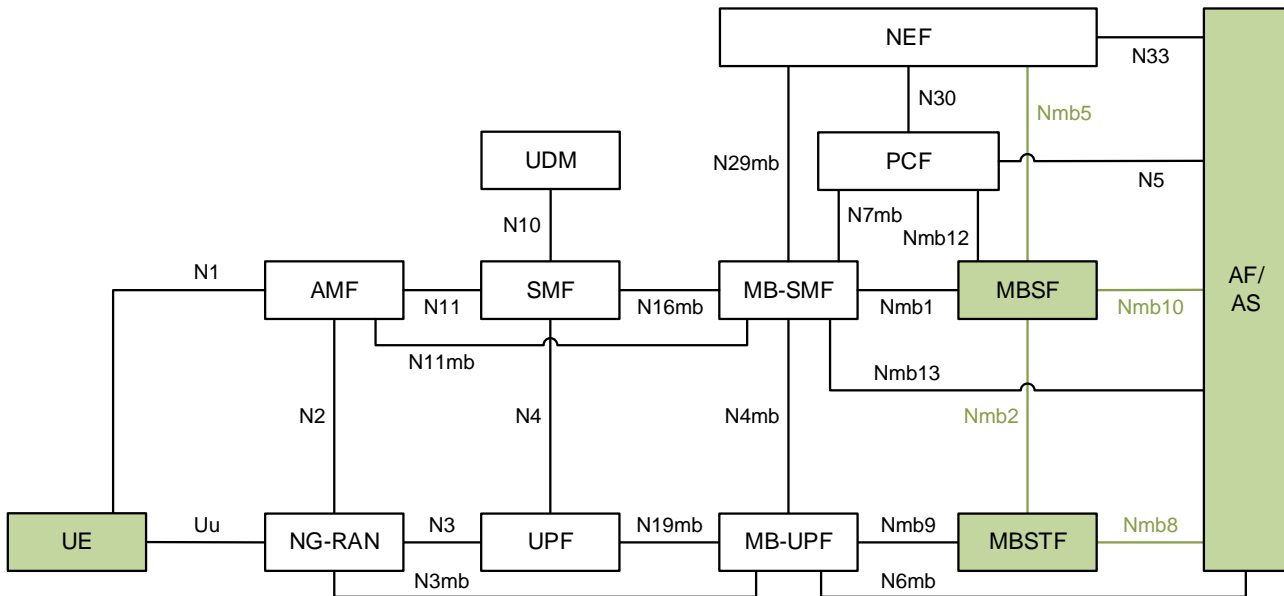 NEF
N33
N30
Nmb5
UDM
PCF
N29mb
N5
N10
N7mb
Nmb12
N1
AMF
N11
SMF
N16mb
MB-SMF
Nmb1
MBSF
Nmb10
AF/
AS
N11mb
Nmb13
N2
N4
N4mb
Nmb2
UE
Uu
NG-RAN
N3
UPF
N19mb
MB-UPF
Nmb9
MBSTF
Nmb8
N3mb
N6mb